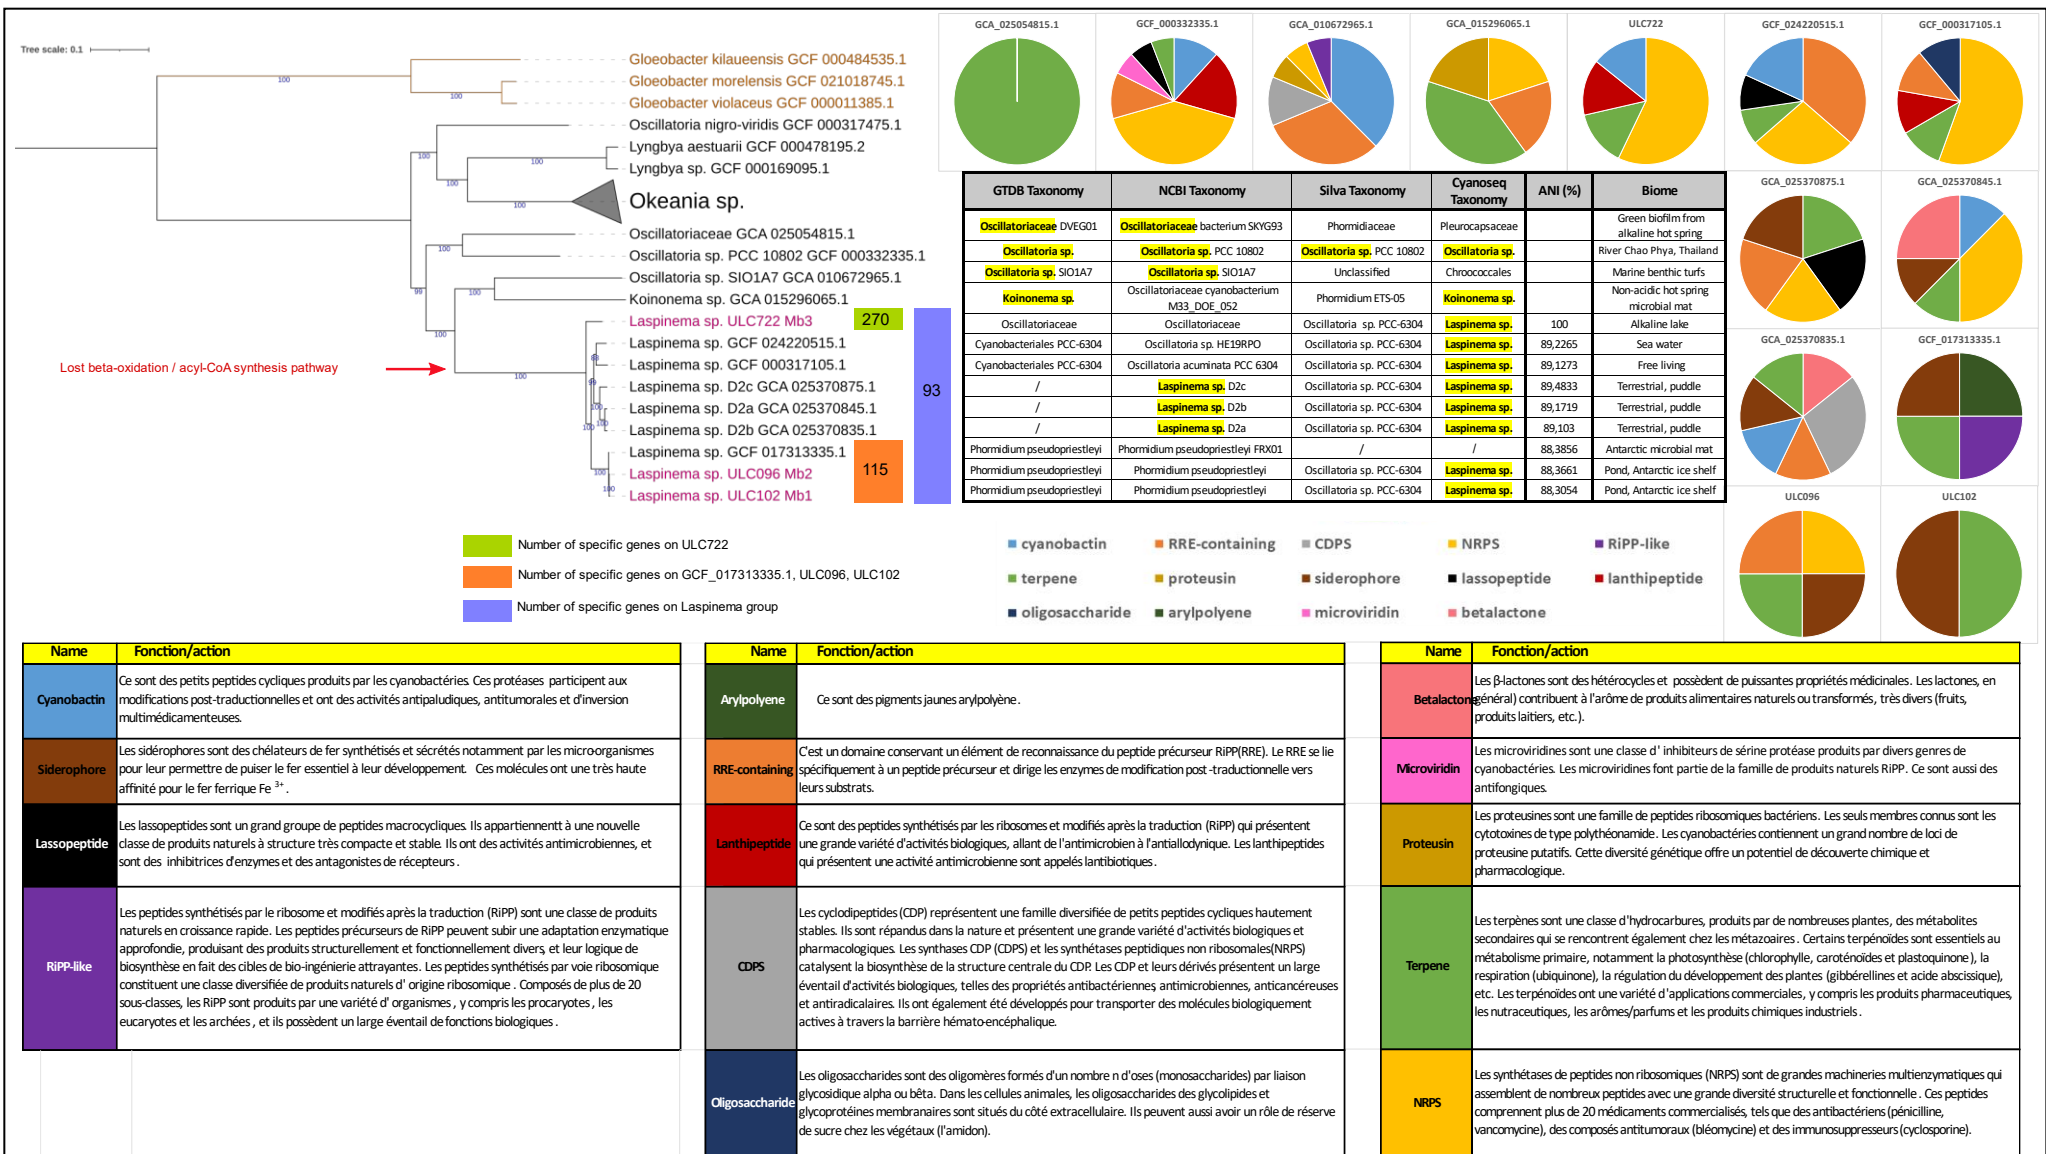 Tree scale: 0.1
100
100
Gloeobacter kilaueensis GCF 000484535.1
Gloeobacter morelensis GCF 021018745.1
Gloeobacter violaceus GCF 000011385.1
Oscillatoria nigro-viridis GCF 000317475.1
Lyngbya aestuarii GCF 000478195.2
Lyngbya sp. GCF 000169095.1
Okeania sp.
Oscillatoriaceae GCA 025054815.1
Oscillatoria sp. PCC 10802 GCF 000332335.1
Oscillatoria sp. SIO1A7 GCA 010672965.1
Koinonema sp. GCA 015296065.1
Laspinema sp. ULC722 Mb3
Laspinema sp. GCF 024220515.1
Laspinema sp. GCF 000317105.1
Laspinema sp. D2c GCA 025370875.1
Laspinema sp. D2a GCA 025370845.1
Laspinema sp. D2b GCA 025370835.1
Laspinema sp. GCF 017313335.1
Laspinema sp. ULC096 Mb2
Laspinema sp. ULC102 Mb1
100
100
100
100
100
99
100
100
100
99
100
100
100
100
270
93
115
Lost beta-oxidation / acyl-CoA synthesis pathway
Number of specific genes on ULC722
Number of specific genes on GCF_017313335.1, ULC096, ULC102
Number of specific genes on Laspinema group
GCA_025054815.1 GCF_000332335.1 GCA_010672965.1 GCA_015296065.1 ULC722 GCF_024220515.1 GCF_000317105.1
GCA_025370875.1 GCA_025370845.1
GCA_025370835.1 GCF_017313335.1
ULC096 ULC102
GTDB Taxonomy NCBI Taxonomy Silva Taxonomy Cyanoseq Taxonomy ANI (%) Biome
Oscillatoriaceae DVEG01 Oscillatoriaceae bacterium SKYG93 Phormidiaceae Pleurocapsaceae Green biofilm from alkaline hot spring
Oscillatoria sp. Oscillatoria sp. PCC 10802 Oscillatoria sp. PCC 10802 Oscillatoria sp. River Chao Phya, Thailand
Oscillatoria sp. SIO1A7 Oscillatoria sp. SIO1A7 Unclassified Chroococcales Marine benthic turfs
Koinonema sp. Oscillatoriaceae cyanobacterium M33_DOE_052 Phormidium ETS-05 Koinonema sp. Non-acidic hot spring microbial mat
Oscillatoriaceae Oscillatoriaceae Oscillatoria sp. PCC-6304 Laspinema sp. 100 Alkaline lake
Cyanobacteriales PCC-6304 Oscillatoria sp. HE19RPO Oscillatoria sp. PCC-6304 Laspinema sp. 89,2265 Sea water
Cyanobacteriales PCC-6304 Oscillatoria acuminata PCC 6304 Oscillatoria sp. PCC-6304 Laspinema sp. 89,1273 Free living
/ Laspinema sp. D2c Oscillatoria sp. PCC-6304 Laspinema sp. 89,4833 Terrestrial, puddle
/ Laspinema sp. D2b Oscillatoria sp. PCC-6304 Laspinema sp. 89,1719 Terrestrial, puddle
/ Laspinema sp. D2a Oscillatoria sp. PCC-6304 Laspinema sp. 89,103 Terrestrial, puddle
Phormidium pseudopriestleyi Phormidium pseudopriestleyi FRX01 / / 88,3856 Antarctic microbial mat
Phormidium pseudopriestleyi Phormidium pseudopriestleyi Oscillatoria sp. PCC-6304 Laspinema sp. 88,3661 Pond, Antarctic ice shelf
Phormidium pseudopriestleyi Phormidium pseudopriestleyi Oscillatoria sp. PCC-6304 Laspinema sp. 88,3054 Pond, Antarctic ice shelf
cyanobactin RRE-containing CDPS NRPS RiPP-like
terpene proteusin siderophore lassopeptide lanthipeptide
oligosaccharide arylpolyene microviridin betalactone
Name Fonction/action
Cyanobactin
Ce sont des petits peptides cycliques produits par les cyanobactéries. Ces protéases participent aux
modifications post-traductionnelles et ont des activités antipaludiques, antitumorales et d'inversion
multimédicamenteuses.
Siderophore
Les sidérophores sont des chélateurs de fer synthétisés et sécrétés notamment par les micro-organismes
pour leur permettre de puiser le fer essentiel à leur développement. Ces molécules ont une très haute
affinité pour le fer ferrique Fe 3+ .
Lassopeptide
Les lassopeptides sont un grand groupe de peptides macrocycliques. Ils appartiennentt à une nouvelle
classe de produits naturels à structure très compacte et stable. Ils ont des activités antimicrobiennes, et
sont des inhibitrices d'enzymes et des antagonistes de récepteurs .
RiPP-like
Les peptides synthétisés par le ribosome et modifiés après la traduction (RiPP) sont une classe de produits
naturels en croissance rapide. Les peptides précurseurs de RiPP peuvent subir une adaptation enzymatique
approfondie, produisant des produits structurellement et fonctionnellement divers, et leur logique de
biosynthèse en fait des cibles de bio-ingénierie attrayantes. Les peptides synthétisés par voie ribosomique
constituent une classe diversifiée de produits naturels d' origine ribosomique . Composés de plus de 20
sous-classes, les RiPP sont produits par une variété d' organismes , y compris les procaryotes , les
eucaryotes et les archées , et ils possèdent un large éventail de fonctions biologiques .
Name Fonction/action
Arylpolyene
Ce sont des pigments jaunes arylpolyène .
RRE-containing
C'est un domaine conservant un élément de reconnaissance du peptide précurseur RiPP(RRE). Le RRE se lie
spécifiquement à un peptide précurseur et dirige les enzymes de modification post -traductionnelle vers
leurs substrats.
Lanthipeptide
Ce sont des peptides synthétisés par les ribosomes et modifiés après la traduction (RiPP) qui présentent
une grande variété d'activités biologiques, allant de l'antimicrobien à l'antiallodynique. Les lanthipeptides
qui présentent une activité antimicrobienne sont appelés lantibiotiques .
CDPS
Les cyclodipeptides (CDP) représentent une famille diversifiée de petits peptides cycliques hautement
stables. Ils sont répandus dans la nature et présentent une grande variété d'activités biologiques et
pharmacologiques. Les synthases CDP (CDPS) et les synthétases peptidiques non ribosomales(NRPS)
catalysent la biosynthèse de la structure centrale du CDP. Les CDP et leurs dérivés présentent un large
éventail d'activités biologiques, telles des propriétés antibactériennes, antimicrobiennes, anticancéreuses
et antiradicalaires. Ils ont également été développés pour transporter des molécules biologiquement
actives à travers la barrière hémato-encéphalique.
Oligosaccharide
Les oligosaccharides sont des oligomères formés d'un nombre n d'oses (monosaccharides) par liaison
glycosidique alpha ou bêta. Dans les cellules animales, les oligosaccharides des glycolipides et
glycoprotéines membranaires sont situés du côté extracellulaire. Ils peuvent aussi avoir un rôle de réserve
de sucre chez les végétaux (l'amidon).
Name Fonction/action
Betalactone
Les β-lactones sont des hétérocycles et possèdent de puissantes propriétés médicinales . Les lactones, en
général) contribuent à l'arôme de produits alimentaires naturels ou transformés, très divers (fruits,
produits laitiers, etc.).
Microviridin
Les microviridines sont une classe d' inhibiteurs de sérine protéase produits par divers genres de
cyanobactéries. Les microviridines font partie de la famille de produits naturels RiPP. Ce sont aussi des
antifongiques.
Proteusin
Les proteusines sont une famille de peptides ribosomiques bactériens. Les seuls membres connus sont les
cytotoxines de type polythéonamide. Les cyanobactéries contiennent un grand nombre de loci de
proteusine putatifs. Cette diversité génétique offre un potentiel de découverte chimique et
pharmacologique.
Terpene
Les terpènes sont une classe d'hydrocarbures, produits par de nombreuses plantes, des métabolites
secondaires qui se rencontrent également chez les métazoaires . Certains terpénoïdes sont essentiels au
métabolisme primaire, notamment la photosynthèse (chlorophylle, caroténoïdes et plastoquinone ), la
respiration (ubiquinone), la régulation du développement des plantes (gibbérellines et acide abscissique),
etc. Les terpénoïdes ont une variété d'applications commerciales , y compris les produits pharmaceutiques,
les nutraceutiques, les arômes/parfums et les produits chimiques industriels .
NRPS
Les synthétases de peptides non ribosomiques (NRPS) sont de grandes machineries multienzymatiques qui
assemblent de nombreux peptides avec une grande diversité structurelle et fonctionnelle . Ces peptides
comprennent plus de 20 médicaments commercialisés, tels que des antibactériens (pénicilline,
vancomycine), des composés antitumoraux (bléomycine) et des immunosuppresseurs (cyclosporine).